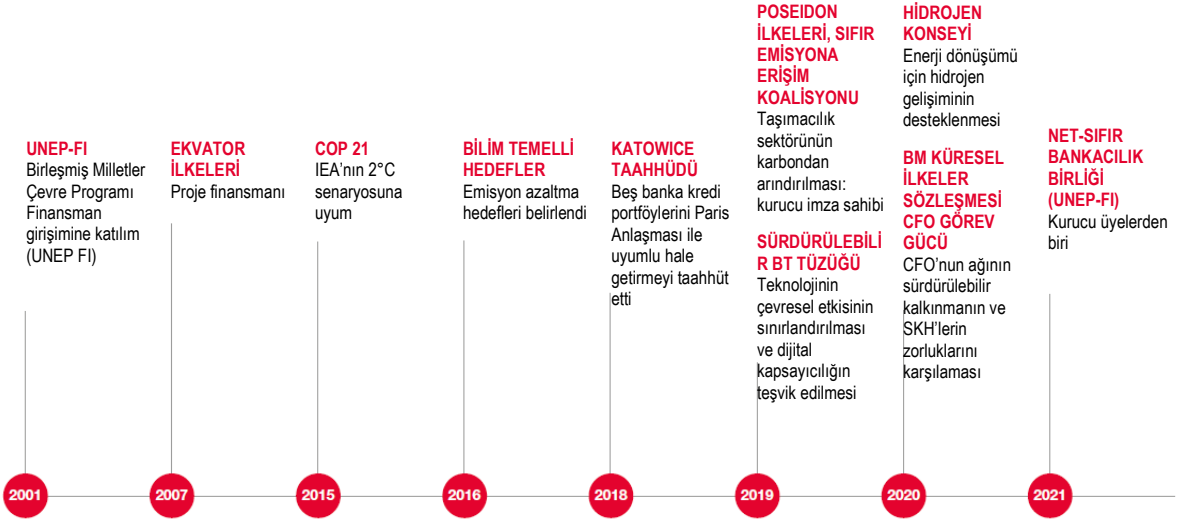 UNEP-FI
Birleşmiş Milletler
Çevre Programı
Finansman
girişimine katılım
(UNEP FI)
EKVATOR
İLKELERİ
Proje finansmanı
COP 21
IEA’nın 2°C
senaryosuna
uyum
BİLİM TEMELLİ
HEDEFLER
Emisyon azaltma
hedefleri belirlendi
KATOWICE
TAAHHÜDÜ
Beş banka kredi
portföylerini Paris
Anlaşması ile
uyumlu hale
getirmeyi taahhüt
etti
POSEIDON
İLKELERİ, SIFIR
EMİSYONA
ERİŞİM
KOALİSYONU
Taşımacılık
sektörünün
karbondan
arındırılması:
kurucu imza sahibi
SÜRDÜRÜLEBİLİ
R BT TÜZÜĞÜ
Teknolojinin
çevresel etkisinin
sınırlandırılması
ve dijital
kapsayıcılığın
teşvik edilmesi
HİDROJEN
KONSEYİ
Enerji dönüşümü
için hidrojen
gelişiminin
desteklenmesi
BM KÜRESEL
İLKELER
SÖZLEŞMESİ
CFO GÖREV
GÜCÜ
CFO’nun ağının
sürdürülebilir
kalkınmanın ve
SKH’lerin
zorluklarını
karşılaması
NET-SIFIR
BANKACILIK
BİRLİĞİ
(UNEP-FI)
Kurucu üyelerden
biri
2001
2007
2015
2016
2018
2019
2020
2021